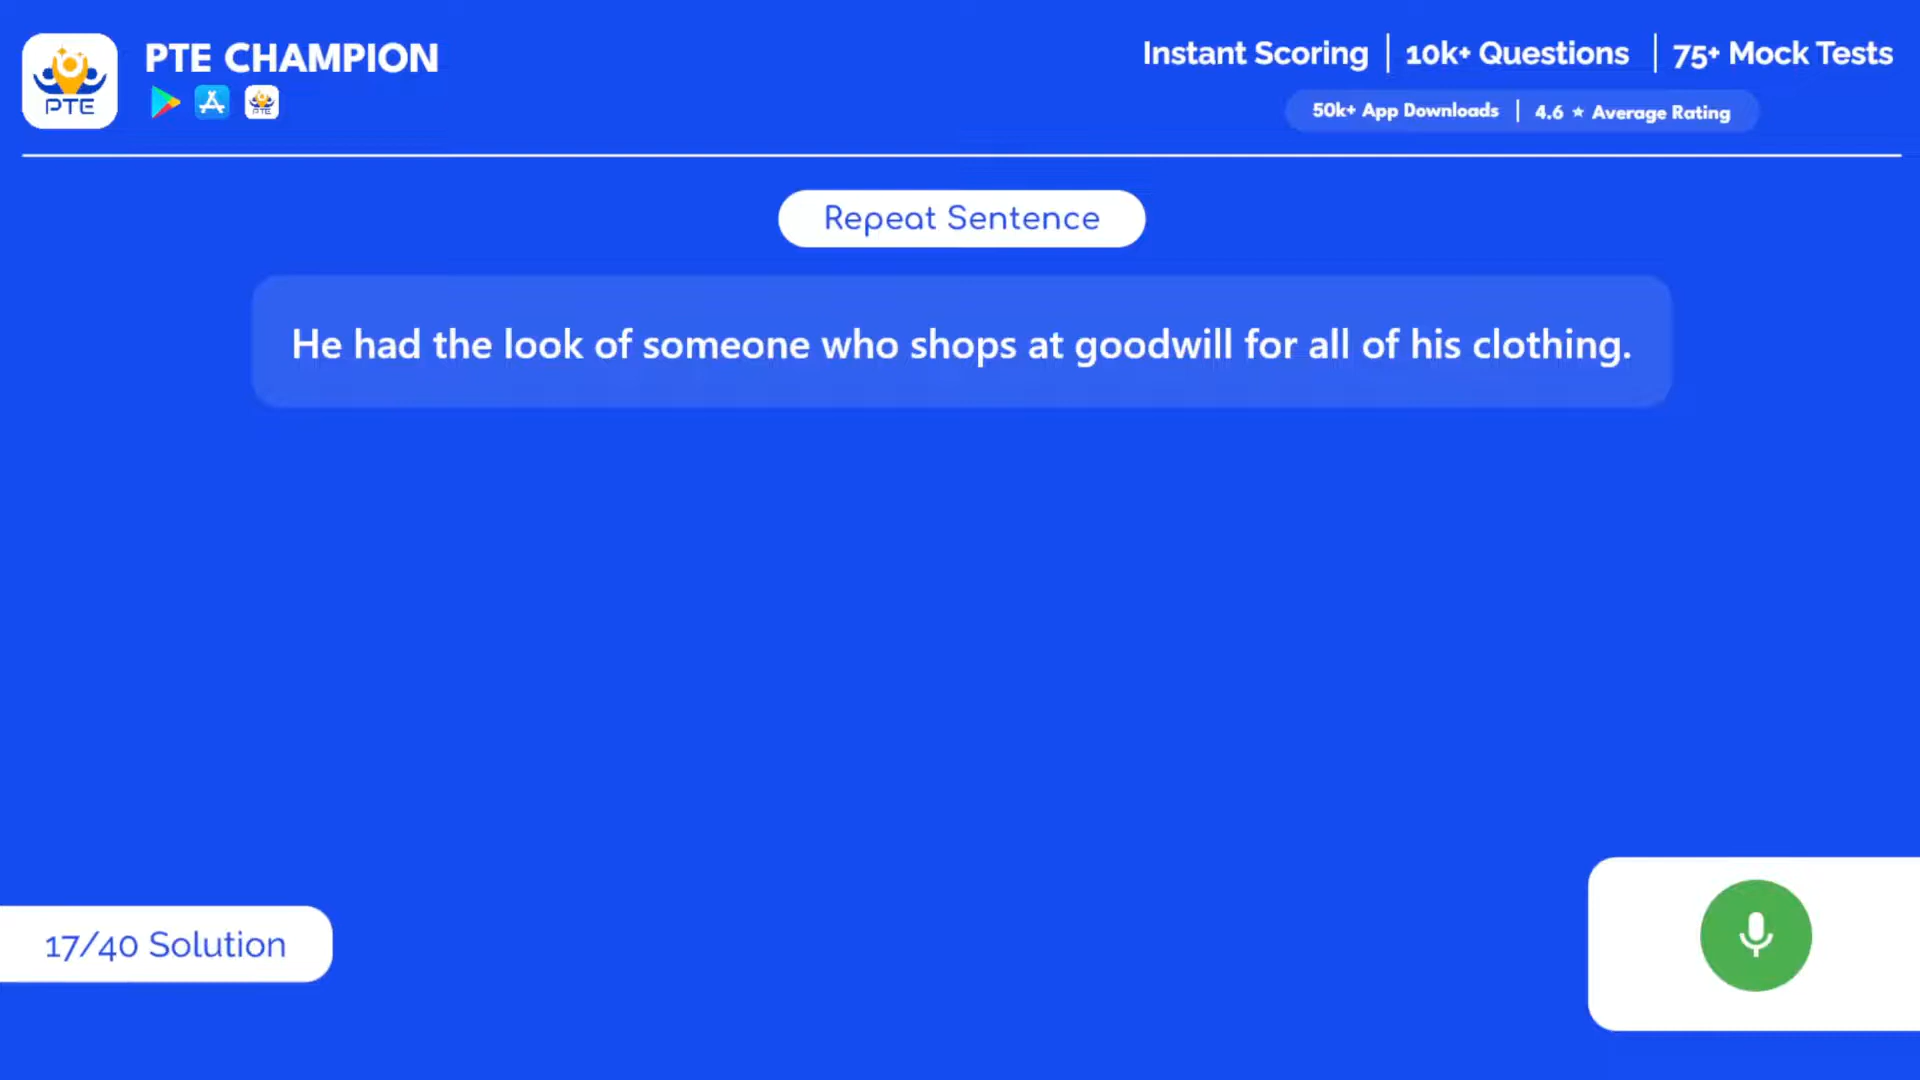 PTE CHAMPION
PTE
PTE
Instant Scoring | 10k+ Questions | 75+ Mock Tests
50k+ App Downloads | 4.6 ★ Average Rating
Repeat Sentence
He had the look of someone who shops at goodwill for all of his clothing.
17/40 Solution